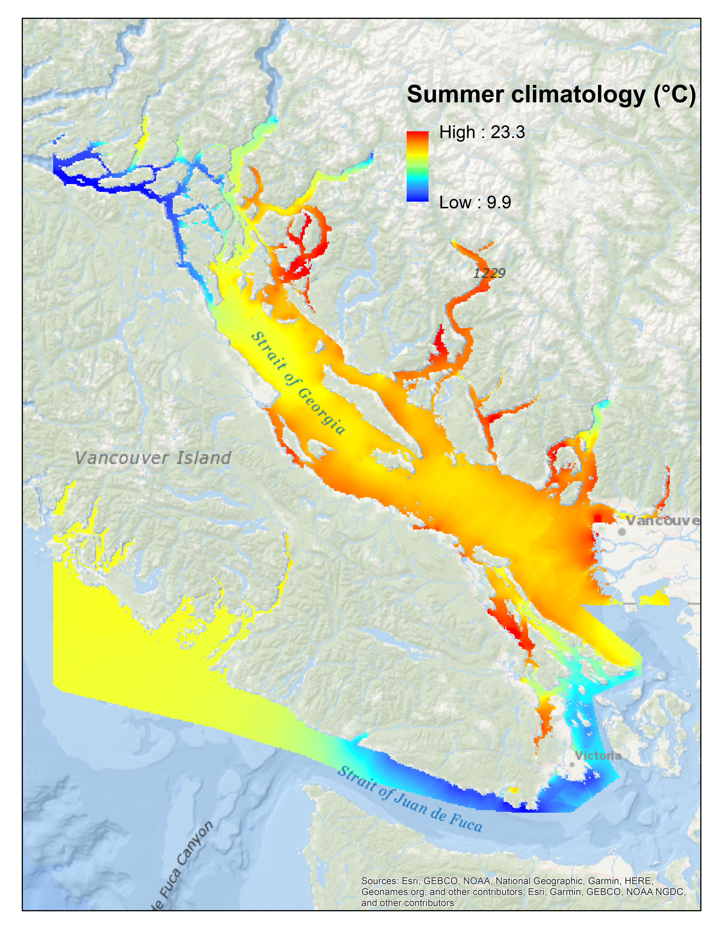 Summer climatology (°C)
High : 23.3
Low : 9.9
1229
Strait of Georgia
Vancouver Island
Vancouve
Victoria
Strait of Juan de Fuca
de Fuca Canyon
Sources: Esri, GEBCO, NOAA, National Geographic, Garmin, HERE,
Geonames.org, and other contributors, Esri, Garmin, GEBCO, NOAA NGDC,
and other contributors